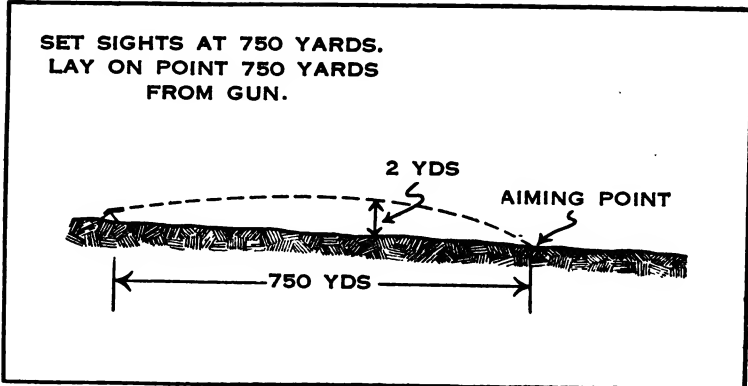 SET SIGHTS AT 750 YARDS.
LAY ON POINT 750 YARDS
FROM GUN.
2 YDS
AIMING POINT
750 YDS